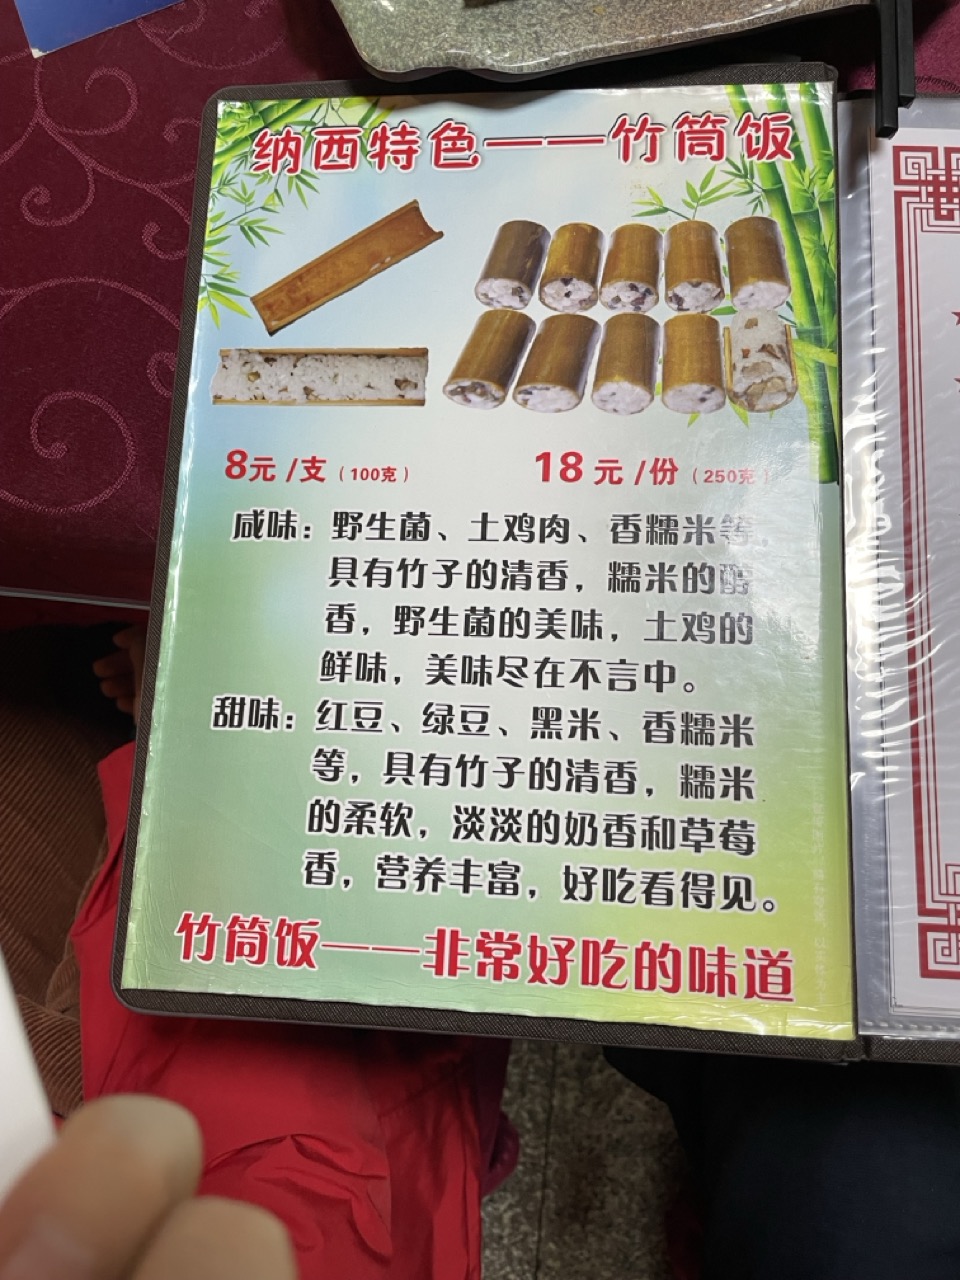 纳西特色——竹筒饭
8元 /支（100克）
18 元 /份（250克）
咸味：野生菌、土鸡肉、香糯米等，
具有竹子的清香，糯米的醇
香，野生菌的美味，土鸡的
鲜味，美味尽在不言中。
甜味：红豆、绿豆、黑米、香糯米
等，具有竹子的清香，糯米
的柔软，淡淡的奶香和草莓
香，营养丰富，好吃看得见。
竹筒饭——非常好吃的味道